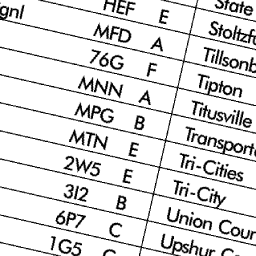 State
HEF E Stoltzfu
gnl MFD A Tillsonb
76G F Tipton
MNN A Titusville
MPG B Transport
MTN E Tri-Cities
2W5 E Tri-City
3I2 B Union Coun
6P7 C Upshur Co
1G5